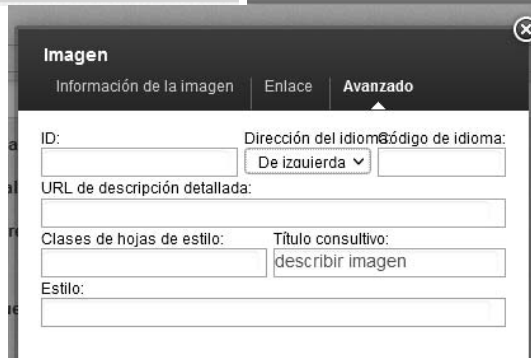 Imagen
Información de la imagen Enlace Avanzado
ID: Dirección del idioma: Código de idioma:
De izquierda
URL de descripción detallada:
Clases de hojas de estilo: Título consultivo:
describir imagen
Estilo: